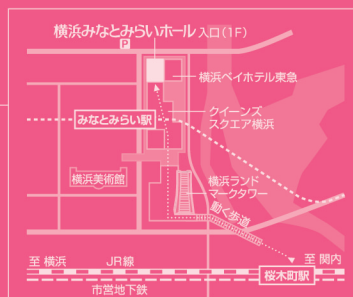 横浜みなとみらいホール 入口(1F)
P
横浜ベイホテル東急
クイーンズ
スクエア横浜
みなとみらい駅
横浜美術館
横浜ランド
マークタワー
動く歩道
至 横浜 JR線 至 関内
桜木町駅
市営地下鉄